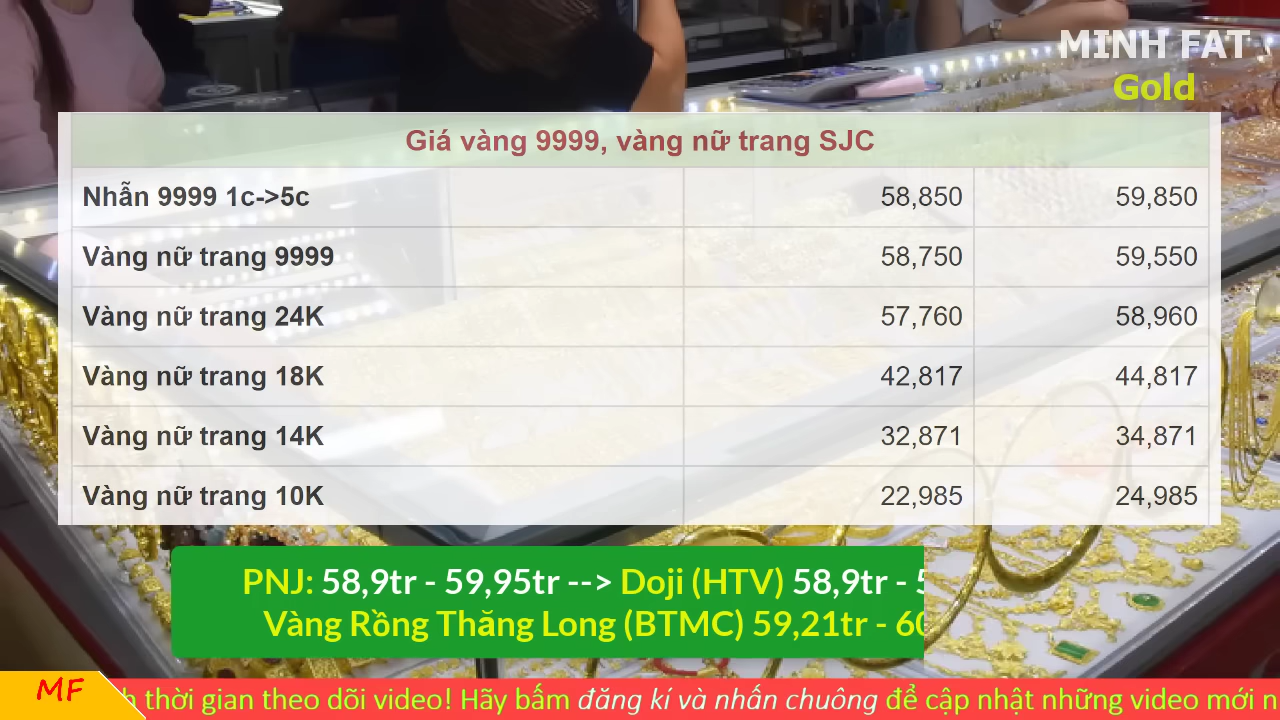 MINH FAT
Gold
Giá vàng 9999, vàng nữ trang SJC
Nhẫn 9999 1c->5c 58,850 59,850
Vàng nữ trang 9999 58,750 59,550
Vàng nữ trang 24K 57,760 58,960
Vàng nữ trang 18K 42,817 44,817
Vàng nữ trang 14K 32,871 34,871
Vàng nữ trang 10K 22,985 24,985
PNJ: 58,9tr - 59,95tr --> Doji (HTV) 58,9tr -
Vàng Rồng Thăng Long (BTMC) 59,21tr - 60
MF thời gian theo dõi video! Hãy bấm đăng kí và nhấn chuông để cập nhật những video mới